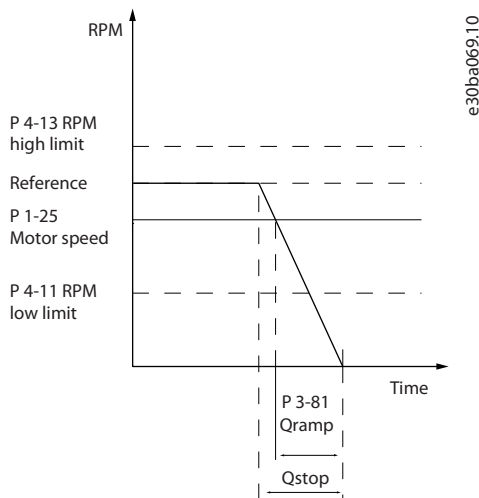 RPM
P 4-13 RPM
high limit
Reference
P 1-25
Motor speed
P 4-11 RPM
low limit
Time
P 3-81
Qramp
Qstop
e30ba069.10